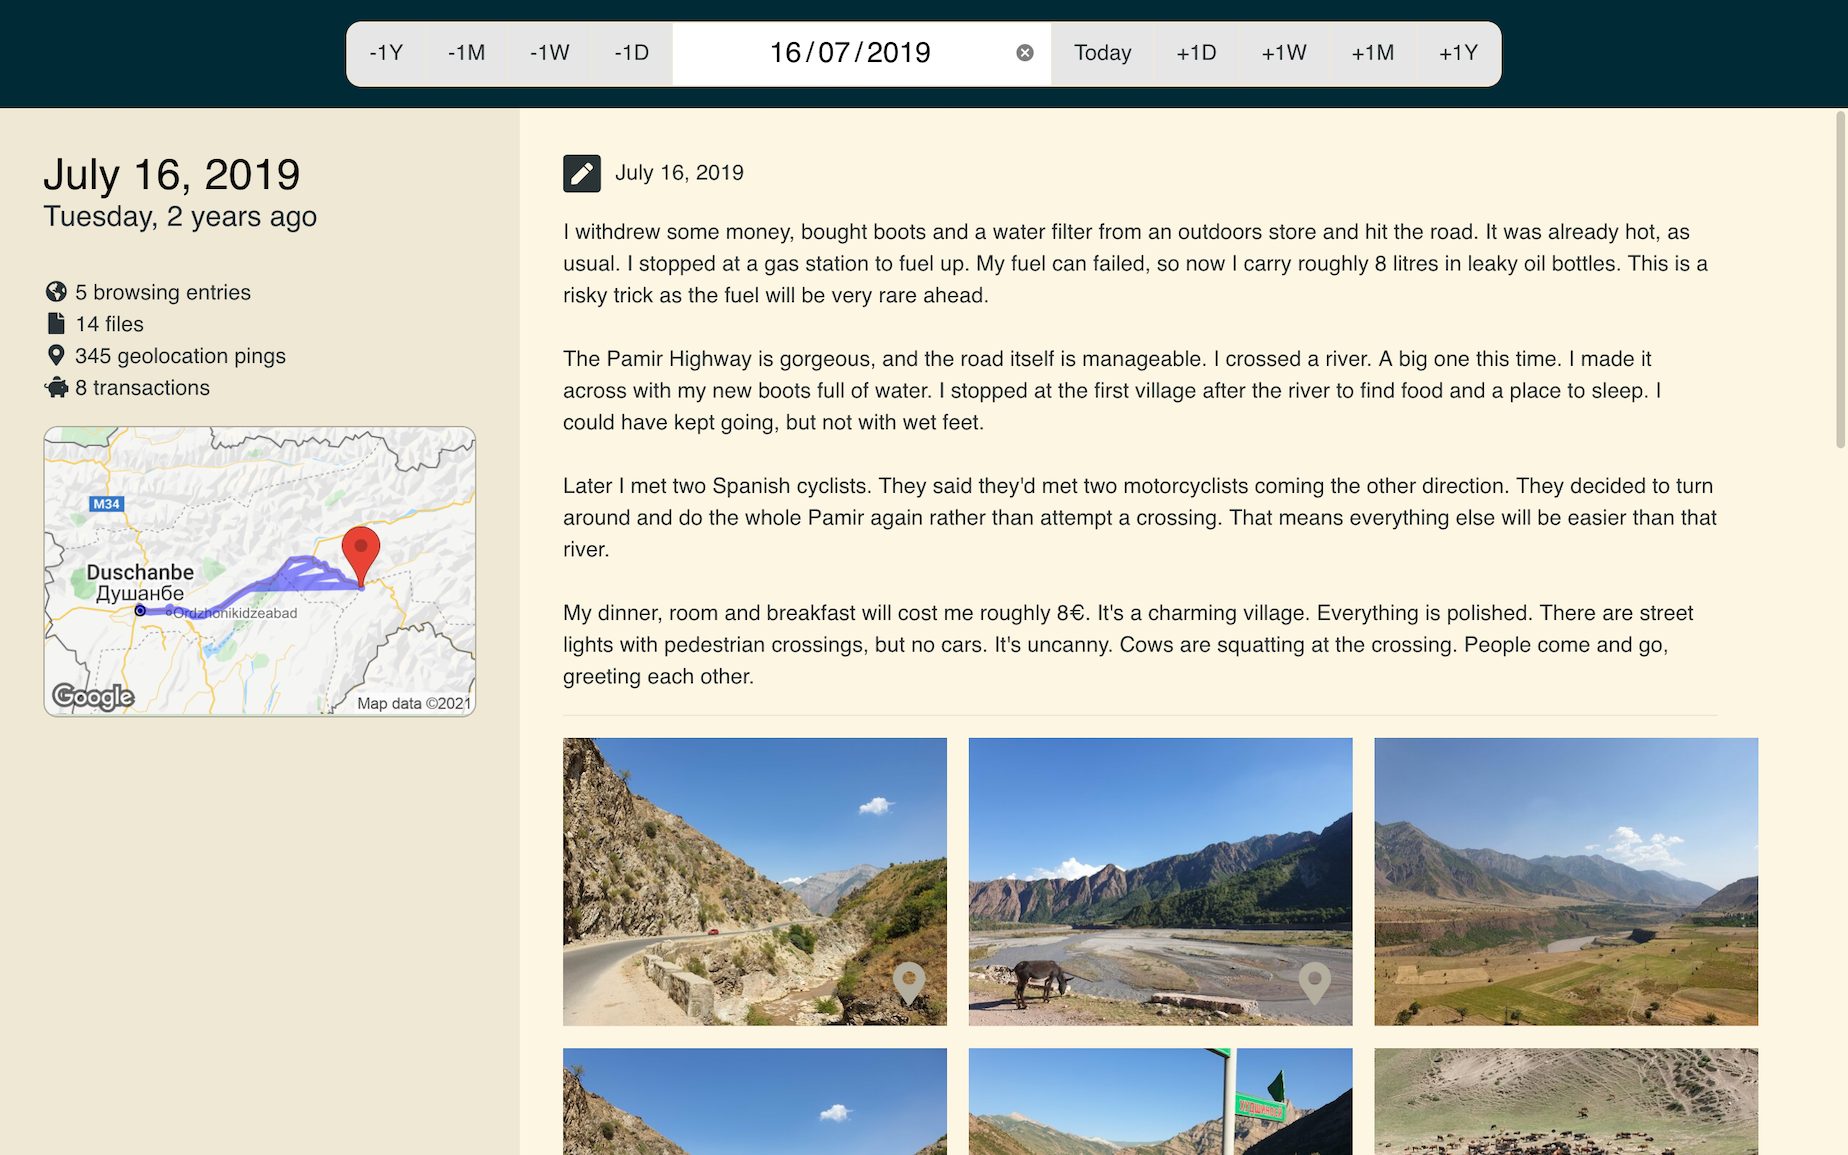 -1Y -1M -1W -1D 16/07/2019 Today +1D +1W +1M +1Y
July 16, 2019
Tuesday, 2 years ago
5 browsing entries
14 files
345 geolocation pings
8 transactions
M34
Duschanbe
Душанбе
Ordzhonikidzeabad
Google
Map data ©2021
July 16, 2019
I withdrew some money, bought boots and a water filter from an outdoors store and hit the road. It was already hot, as
usual. I stopped at a gas station to fuel up. My fuel can failed, so now I carry roughly 8 litres in leaky oil bottles. This is a
risky trick as the fuel will be very rare ahead.
The Pamir Highway is gorgeous, and the road itself is manageable. I crossed a river. A big one this time. I made it
across with my new boots full of water. I stopped at the first village after the river to find food and a place to sleep. I
could have kept going, but not with wet feet.
Later I met two Spanish cyclists. They said they'd met two motorcyclists coming the other direction. They decided to turn
around and do the whole Pamir again rather than attempt a crossing. That means everything else will be easier than that
river.
My dinner, room and breakfast will cost me roughly 8€. It's a charming village. Everything is polished. There are street
lights with pedestrian crossings, but no cars. It's uncanny. Cows are squatting at the crossing. People come and go,
greeting each other.